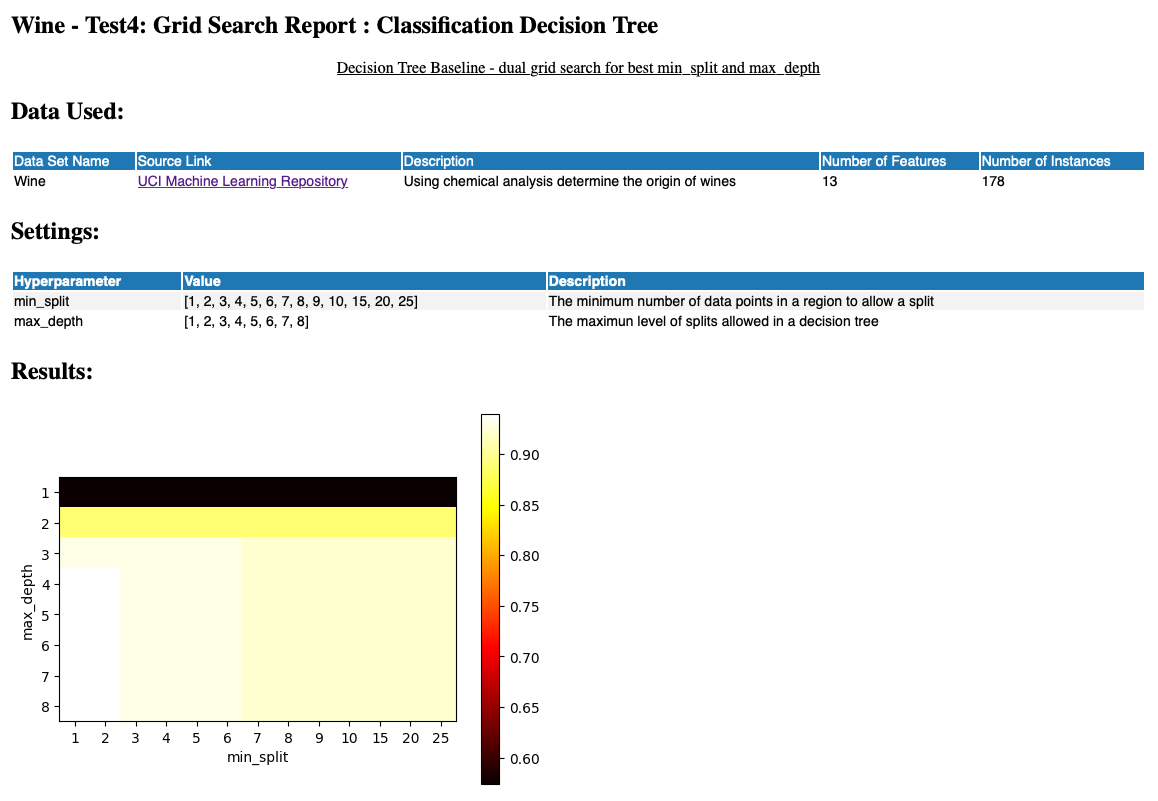 Wine - Test4: Grid Search Report : Classification Decision Tree
Decision Tree Baseline - dual grid search for best min_split and max_depth
Data Used:
Data Set Name Source Link Description Number of Features Number of Instances
Wine UCI Machine Learning Repository Using chemical analysis determine the origin of wines 13 178
Settings:
Hyperparameter Value Description
min_split [1, 2, 3, 4, 5, 6, 7, 8, 9, 10, 15, 20, 25] The minimum number of data points in a region to allow a split
max_depth [1, 2, 3, 4, 5, 6, 7, 8] The maximun level of splits allowed in a decision tree
Results:
max_depth
1
2
3
4
5
6
7
8
1 2 3 4 5 6 7 8 9 10 15 20 25
min_split
0.90
0.85
0.80
0.75
0.70
0.65
0.60